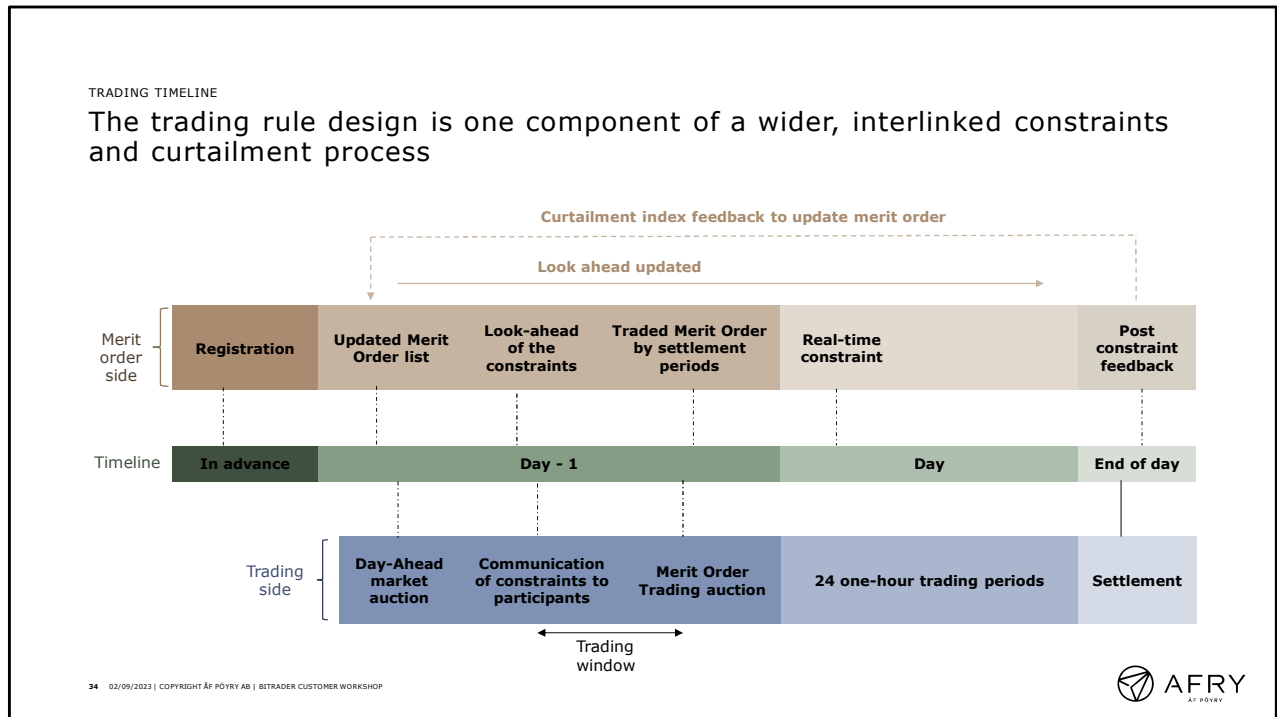 TRADING TIMELINE
The trading rule design is one component of a wider, interlinked constraints
and curtailment process
Curtailment index feedback to update merit order
Look ahead updated
Merit
order
side
Registration
Updated Merit
Order list
Look-ahead
of the
constraints
Traded Merit Order
by settlement
periods
Real-time
constraint
Post
constraint
feedback
Timeline
In advance
Day - 1
Day
End of day
Trading
side
Day-Ahead
market
auction
Communication
of constraints to
participants
Merit Order
Trading auction
24 one-hour trading periods
Settlement
Trading
window
34 02/09/2023 | COPYRIGHT ÅF PÖYRY AB | BITRADER CUSTOMER WORKSHOP
AFRY
ÅF PÖYRY